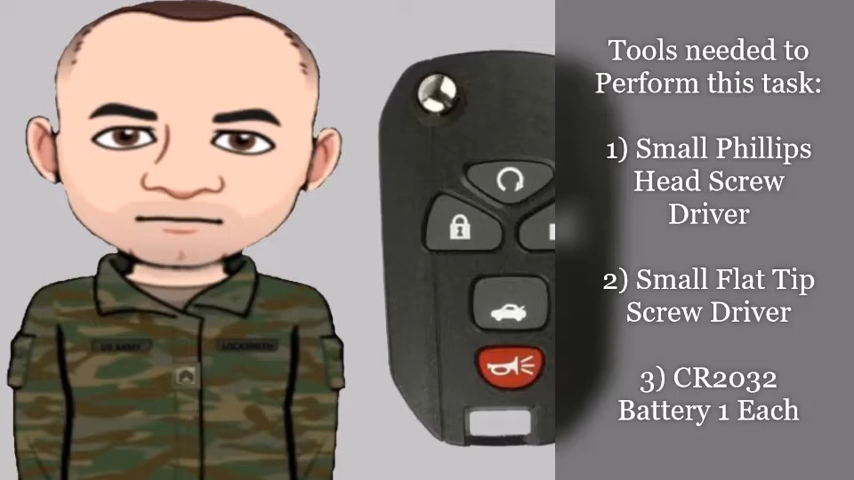 Tools needed to
Perform this task:
1) Small Phillips
Head Screw
Driver
2) Small Flat Tip
Screw Driver
3) CR2032
Battery 1 Each
US ARMY
LOCKSMITH